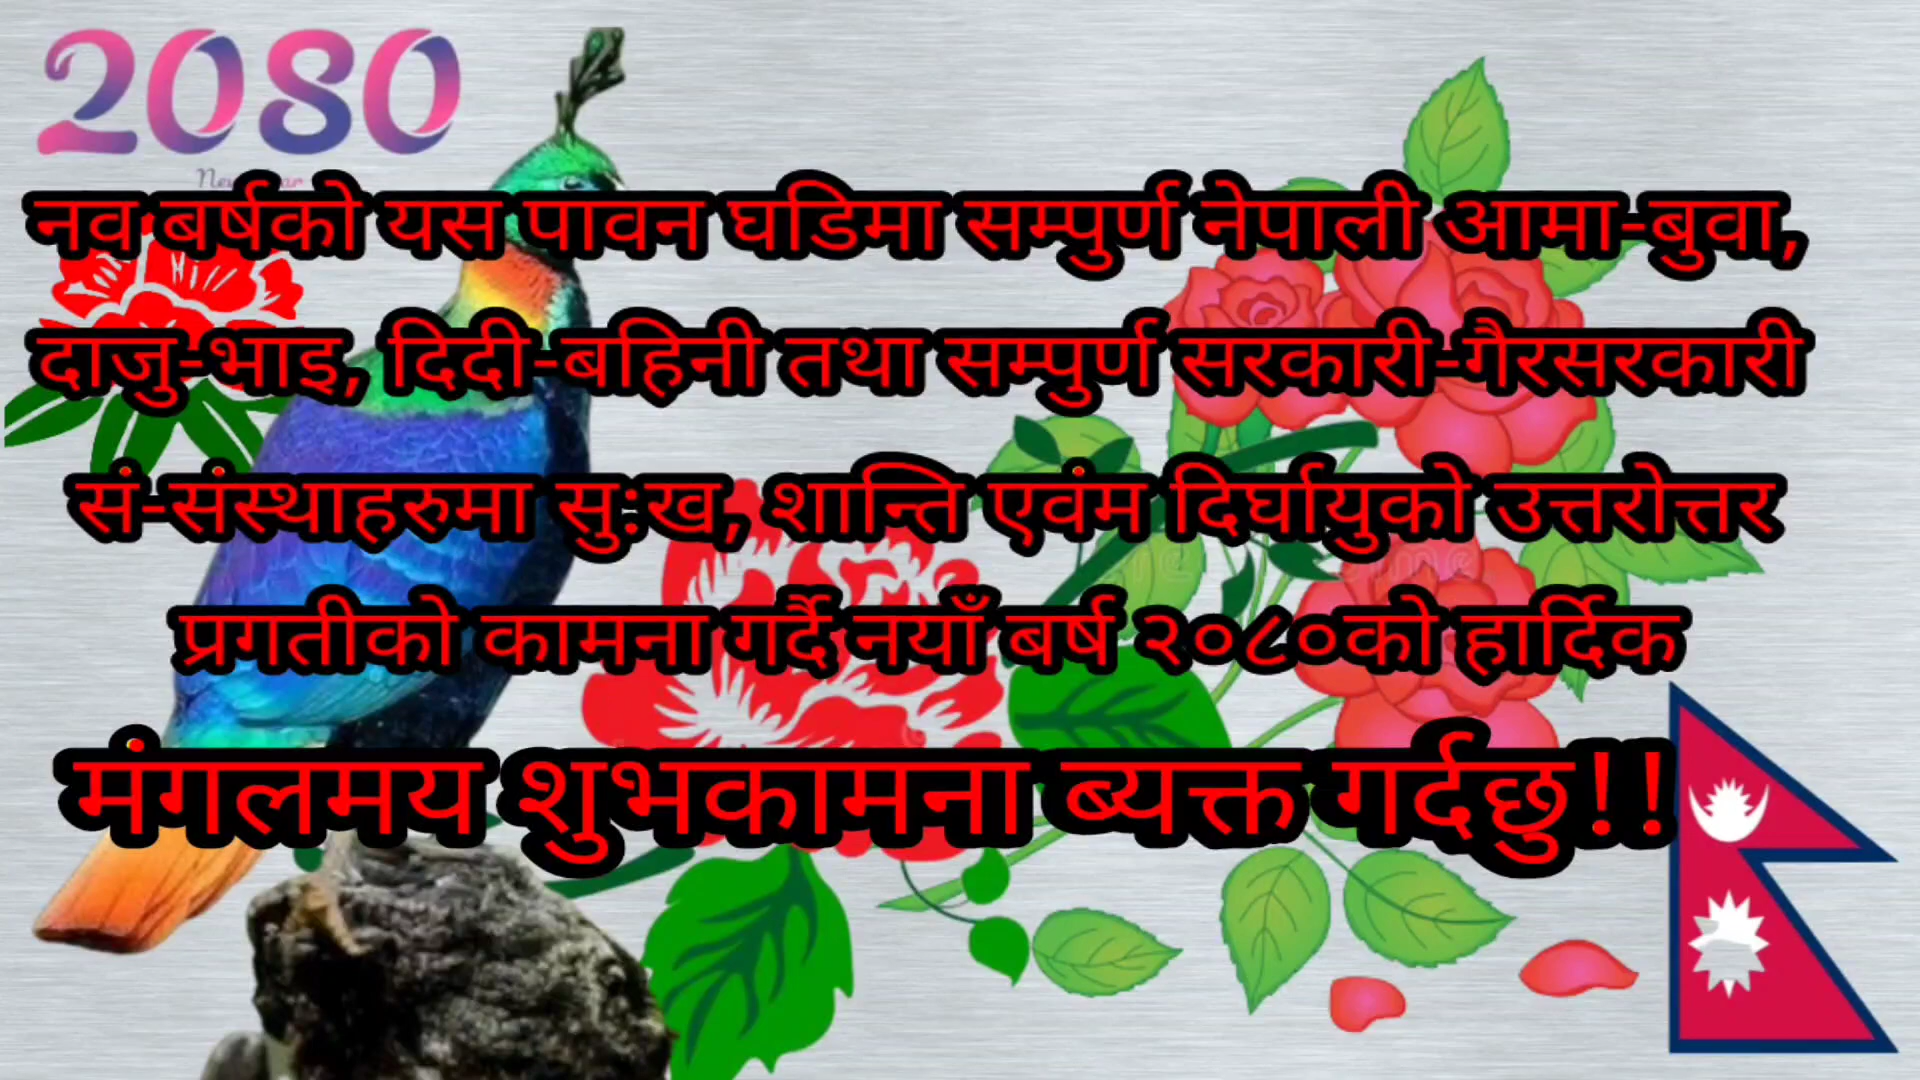 2080
नव बर्षको यस पावन घडिमा सम्पुर्ण नेपाली आमा-बुवा,
दाजु-भाइ, दिदी-बहिनी तथा सम्पुर्ण सरकारी-गैरसरकारी
सं-संस्थाहरुमा सुःख, शान्ति एवंम दिर्घायुको उत्तरोत्तर
प्रगतीको कामना गर्दै नयाँ बर्ष २०८०को हार्दिक
मंगलमय शुभकामना ब्यक्त गर्दछु!!